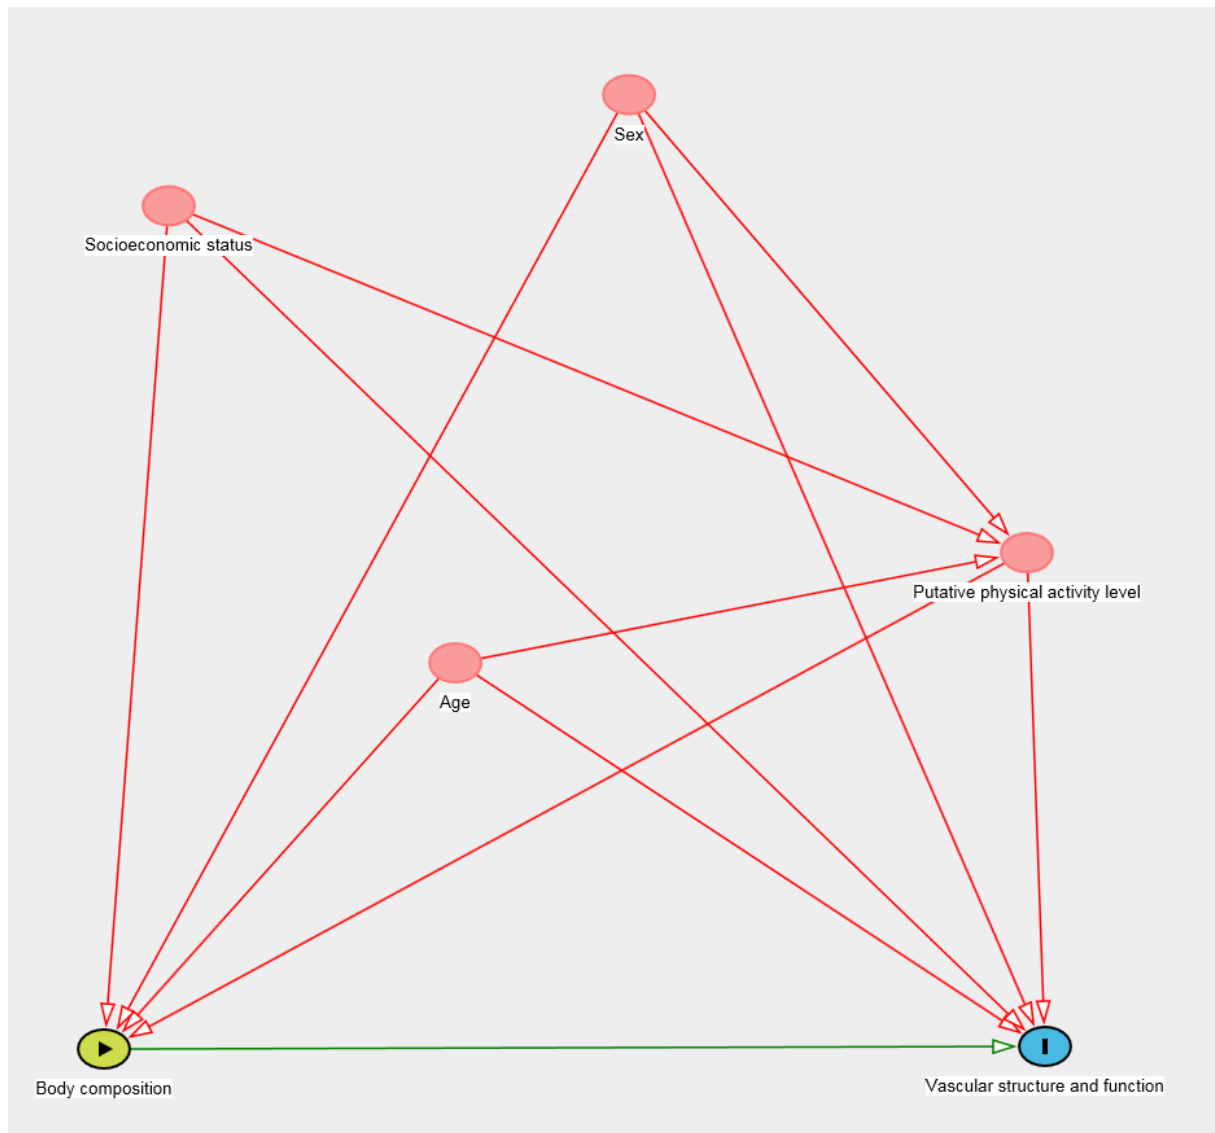 Sex
Socioeconomic status
Putative physical activity level
Age
Body composition
Vascular structure and function